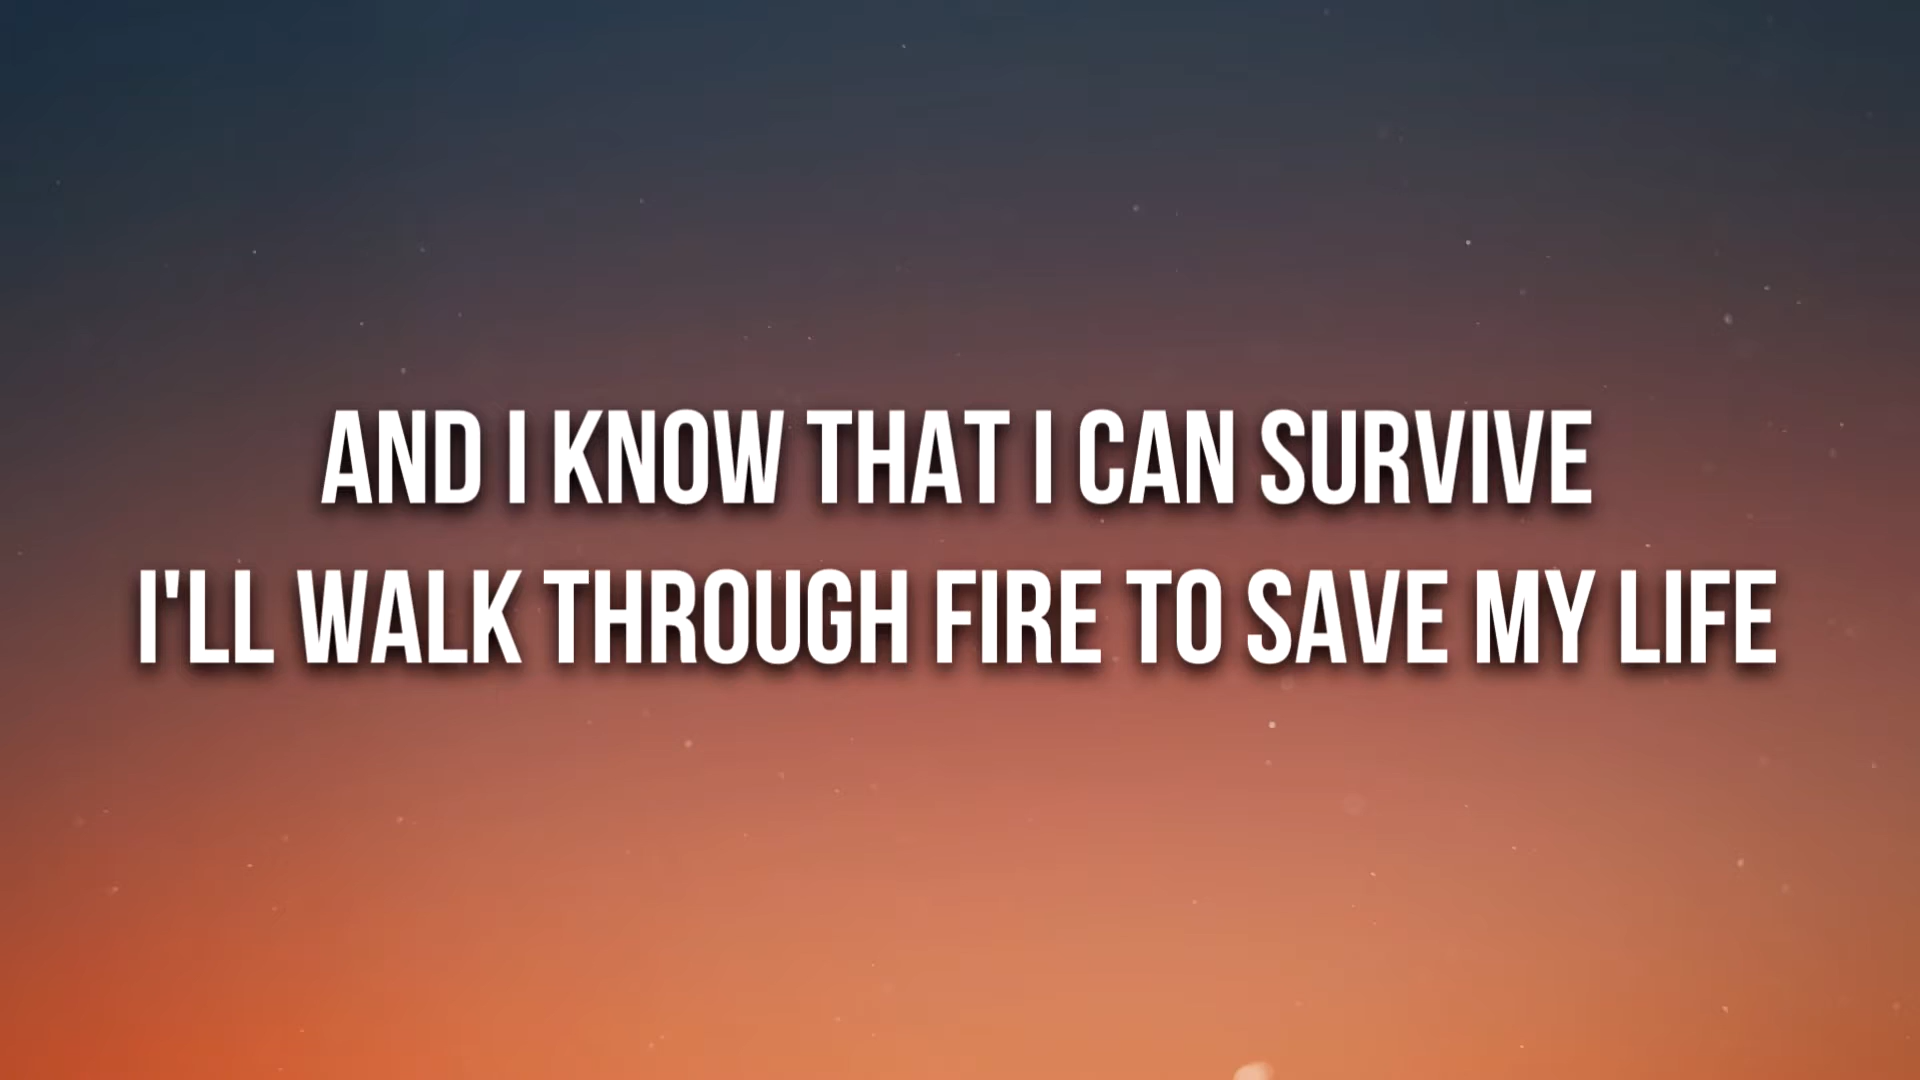 AND I KNOW THAT I CAN SURVIVE
I'LL WALK THROUGH FIRE TO SAVE MY LIFE